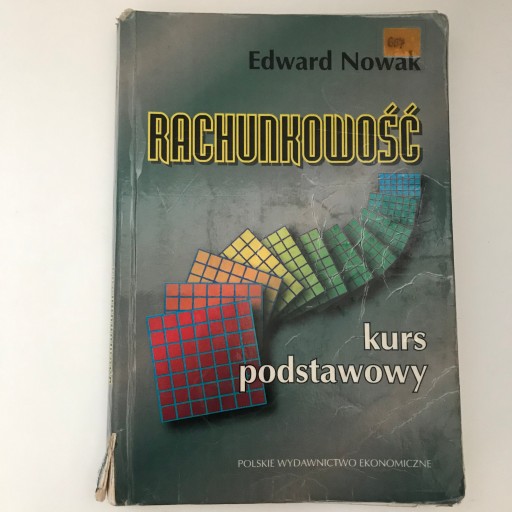 Edward Nowak
RACHUNKOWOŚĆ
kurs
podstawowy
POLSKIE WYDAWNICTWO EKONOMICZNE